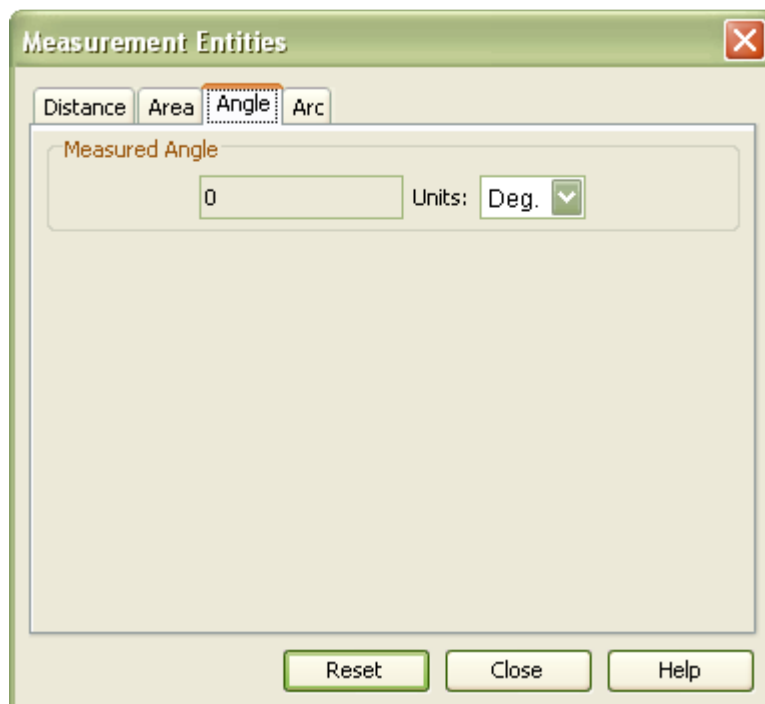 Measurement Entities
Distance Area Angle Arc
Measured Angle
0 Units: Deg.
Reset Close Help